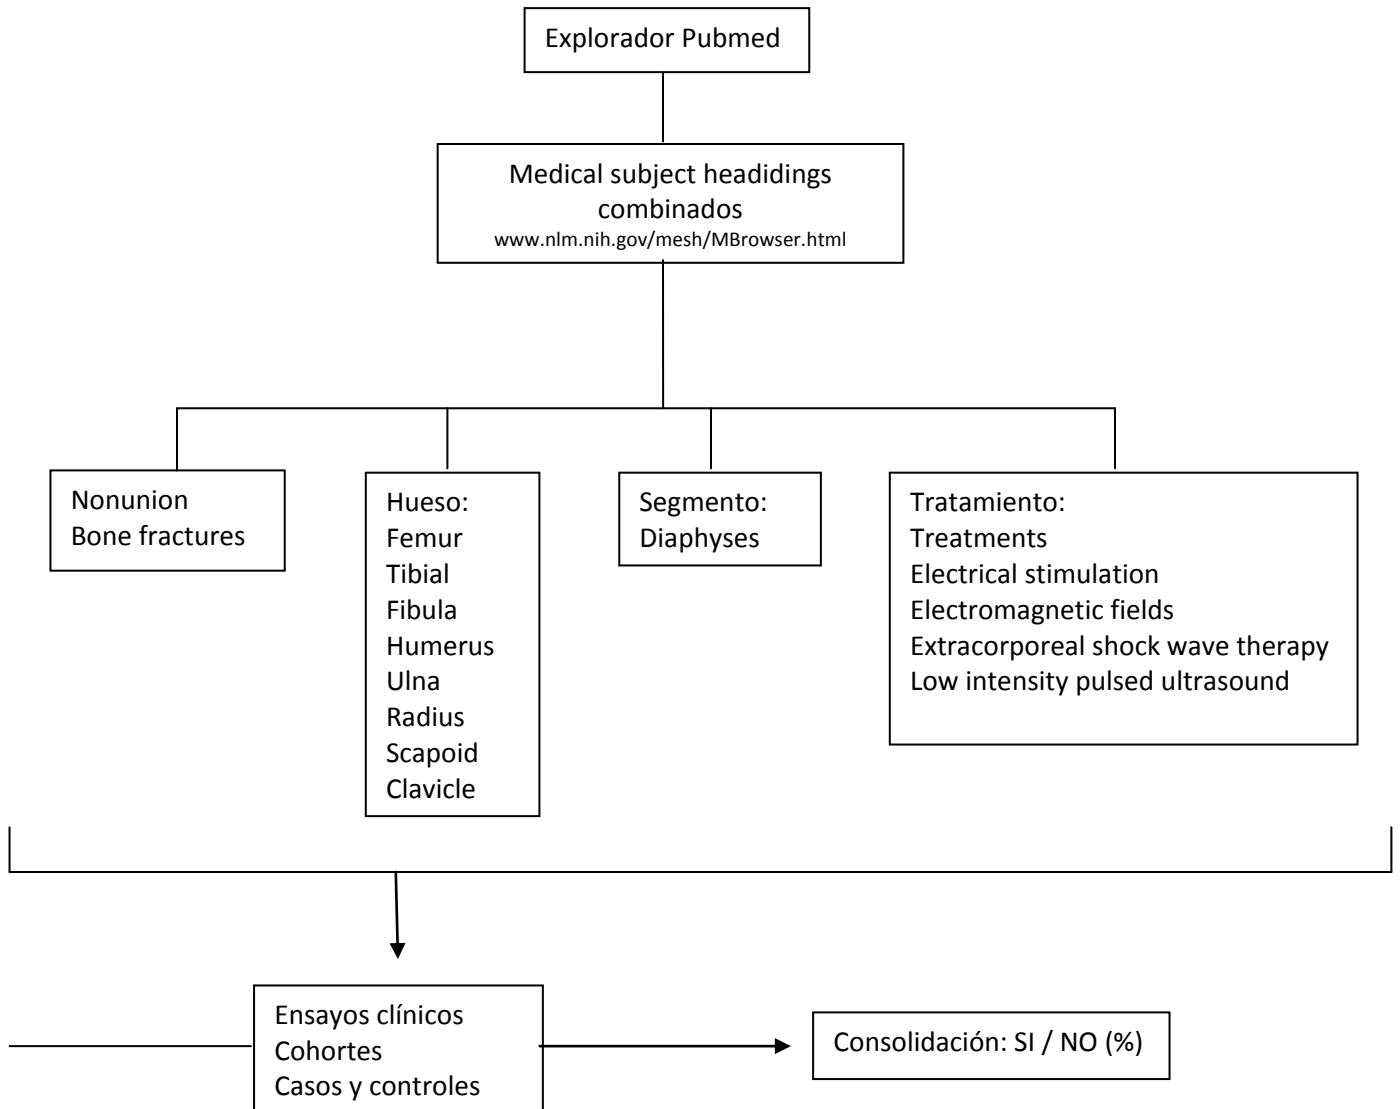 Explorador Pubmed
Medical subject headidings
combinados
www.nlm.nih.gov/mesh/MBrowser.html
Nonunion
Bone fractures
Hueso:
Femur
Tibial
Fibula
Humerus
Ulna
Radius
Scapoid
Clavicle
Segmento:
Diaphyses
Tratamiento:
Treatments
Electrical stimulation
Electromagnetic fields
Extracorporeal shock wave therapy
Low intensity pulsed ultrasound
Ensayos clínicos
Cohortes
Casos y controles
Consolidación: SI / NO (%)